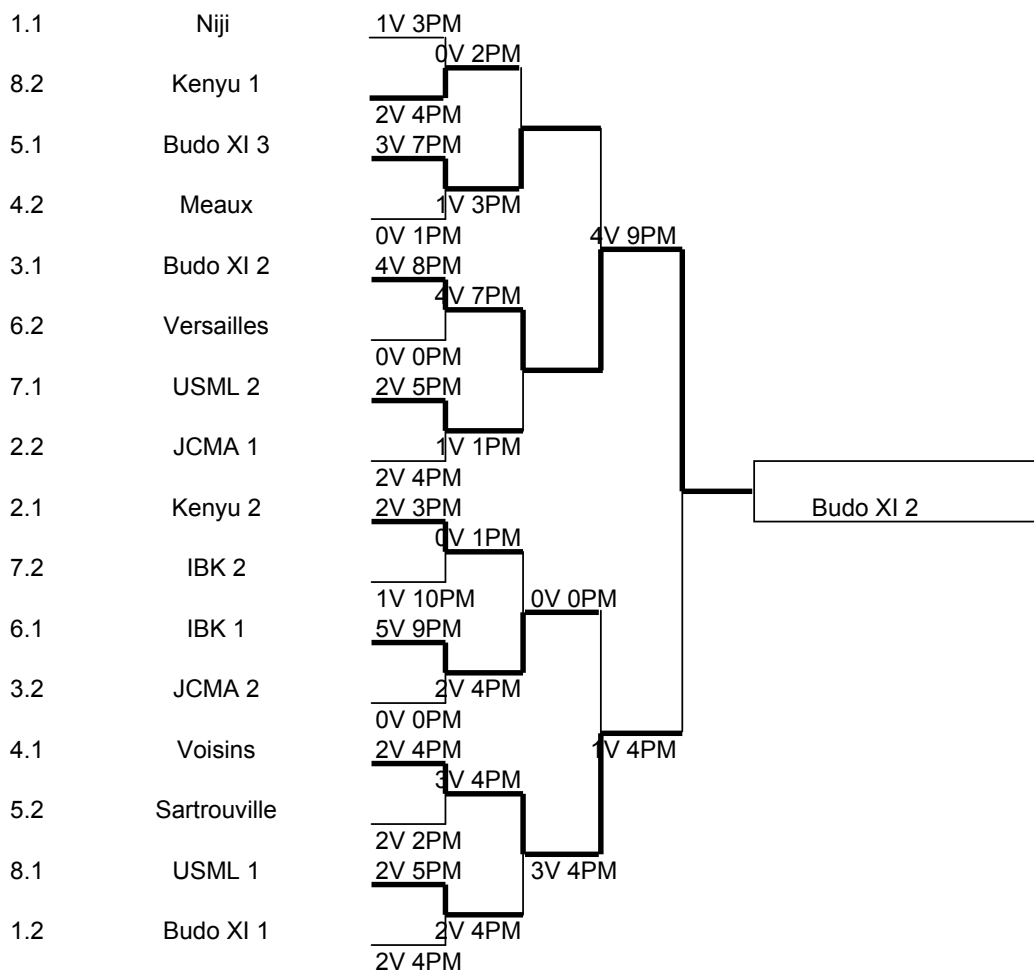 1.1 Niji 1V 3PM
0V 2PM
8.2 Kenyu 1
2V 4PM
5.1 Budo XI 3 3V 7PM
4.2 Meaux 1V 3PM
0V 1PM 4V 9PM
3.1 Budo XI 2 4V 8PM
4V 7PM
6.2 Versailles
0V 0PM
7.1 USML 2 2V 5PM
2.2 JCMA 1 1V 1PM
2V 4PM
2.1 Kenyu 2 2V 3PM Budo XI 2
0V 1PM
7.2 IBK 2
1V 10PM 0V 0PM
6.1 IBK 1 5V 9PM
3.2 JCMA 2 2V 4PM
0V 0PM
4.1 Voisins 2V 4PM 1V 4PM
3V 4PM
5.2 Sartrouville
2V 2PM
8.1 USML 1 2V 5PM 3V 4PM
1.2 Budo XI 1 2V 4PM
2V 4PM